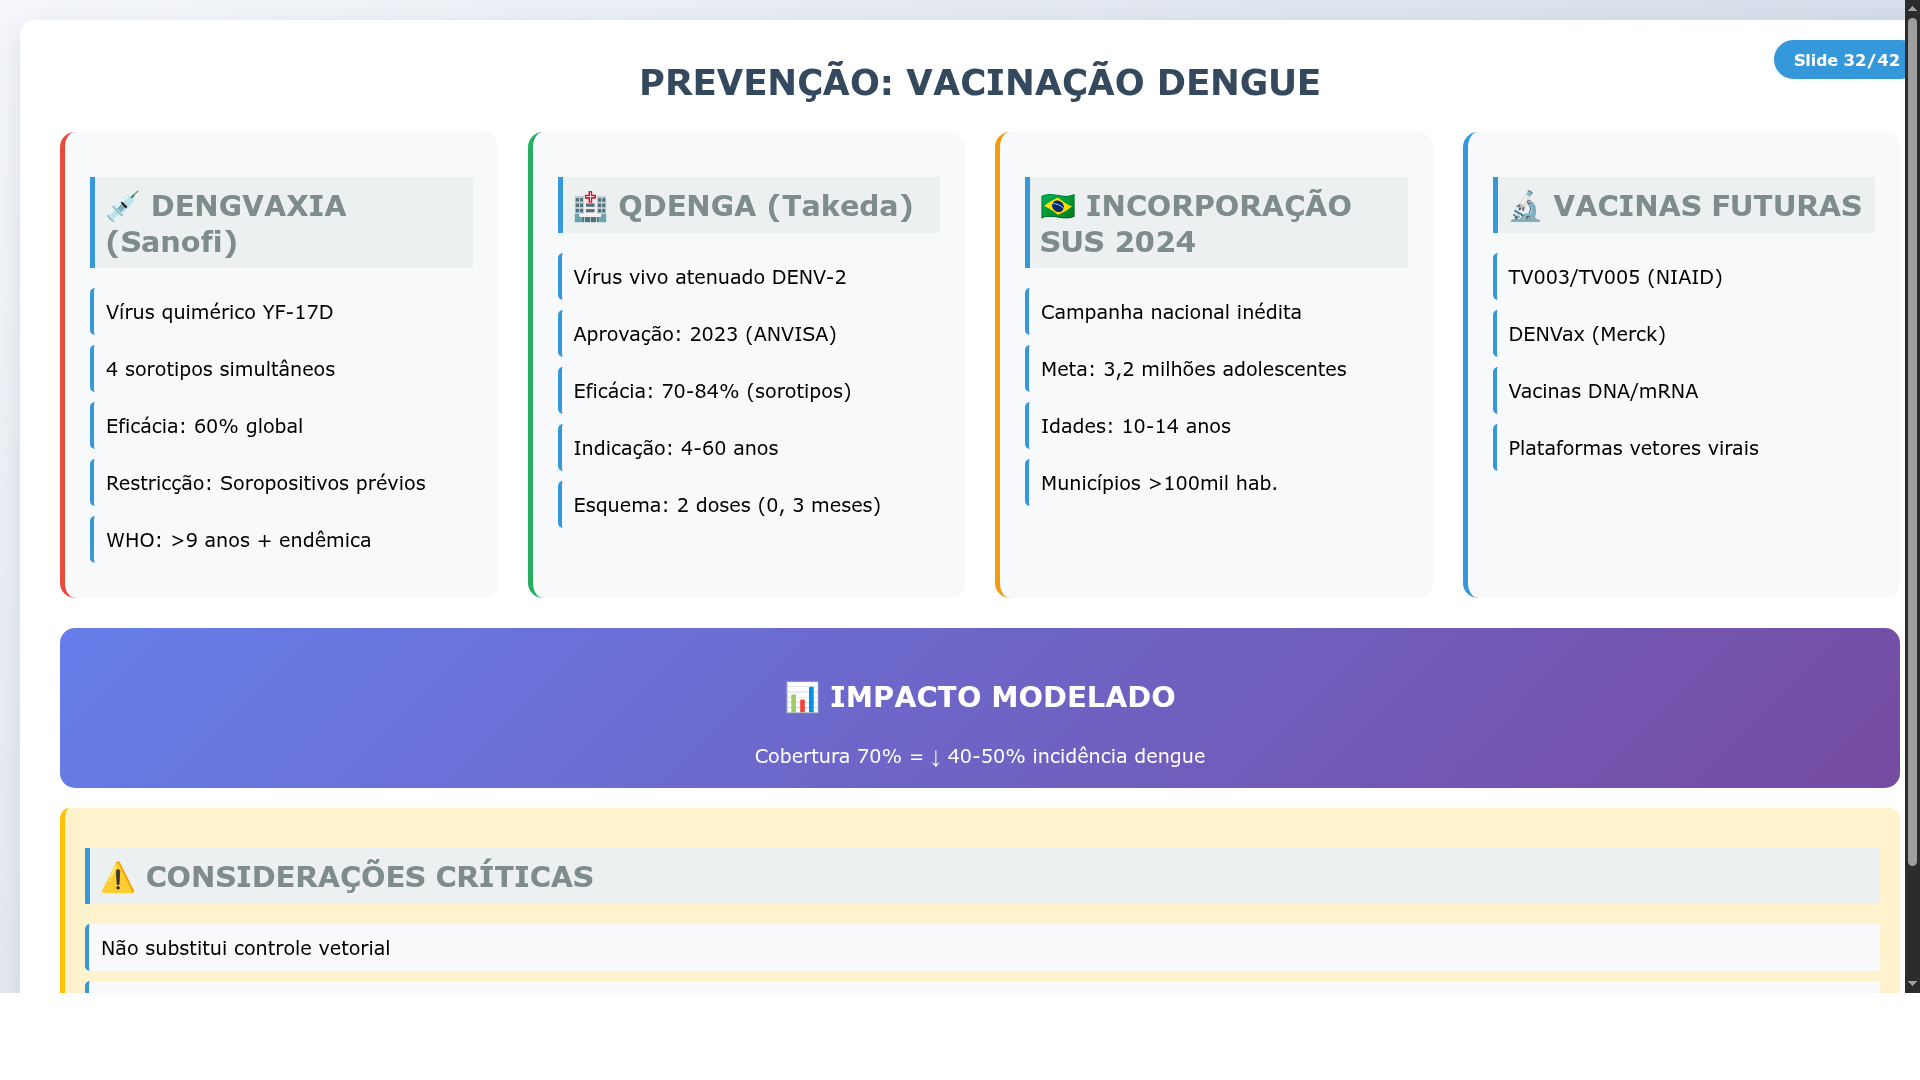 Slide 32/42
PREVENÇÃO: VACINAÇÃO DENGUE
💉 DENGVAXIA
(Sanofi)
Vírus quimérico YF-17D
4 sorotipos simultâneos
Eficácia: 60% global
Restricção: Soropositivos prévios
WHO: >9 anos + endêmica
🏥 QDENGA (Takeda)
Vírus vivo atenuado DENV-2
Aprovação: 2023 (ANVISA)
Eficácia: 70-84% (sorotipos)
Indicação: 4-60 anos
Esquema: 2 doses (0, 3 meses)
🇧🇷 INCORPORAÇÃO
SUS 2024
Campanha nacional inédita
Meta: 3,2 milhões adolescentes
Idades: 10-14 anos
Municípios >100mil hab.
🔬 VACINAS FUTURAS
TV003/TV005 (NIAID)
DENVax (Merck)
Vacinas DNA/mRNA
Plataformas vetores virais
📊 IMPACTO MODELADO
Cobertura 70% = ↓ 40-50% incidência dengue
⚠️ CONSIDERAÇÕES CRÍTICAS
Não substitui controle vetorial